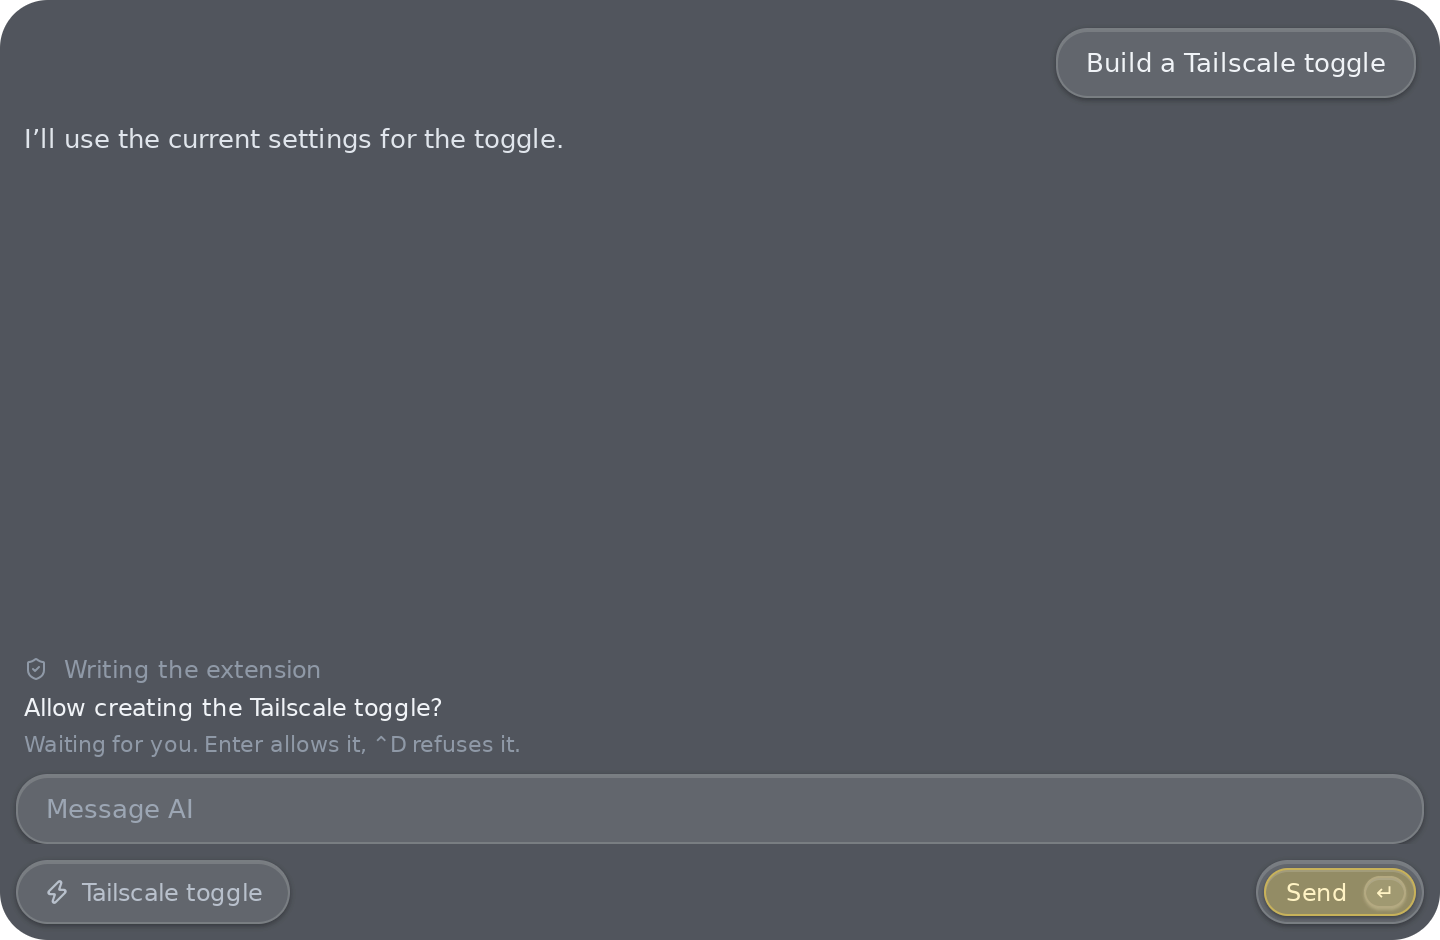 Build a Tailscale toggle
I’ll use the current settings for the toggle.
Writing the extension
Allow creating the Tailscale toggle?
Waiting for you. Enter allows it, ^D refuses it.
Message AI
Tailscale toggle
Send ↵